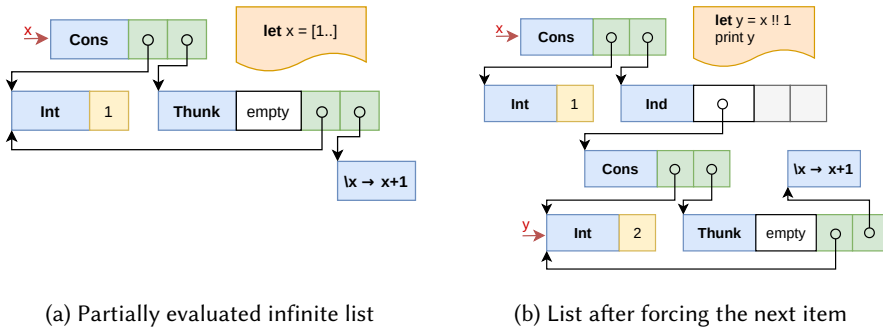 x
Cons
let x = [1..]
Int
1
Thunk
empty
\x → x+1
(a) Partially evaluated infinite list
x
Cons
let y = x !! 1
print y
Int
1
Ind
Cons
\x → x+1
y
Int
2
Thunk
empty
(b) List after forcing the next item